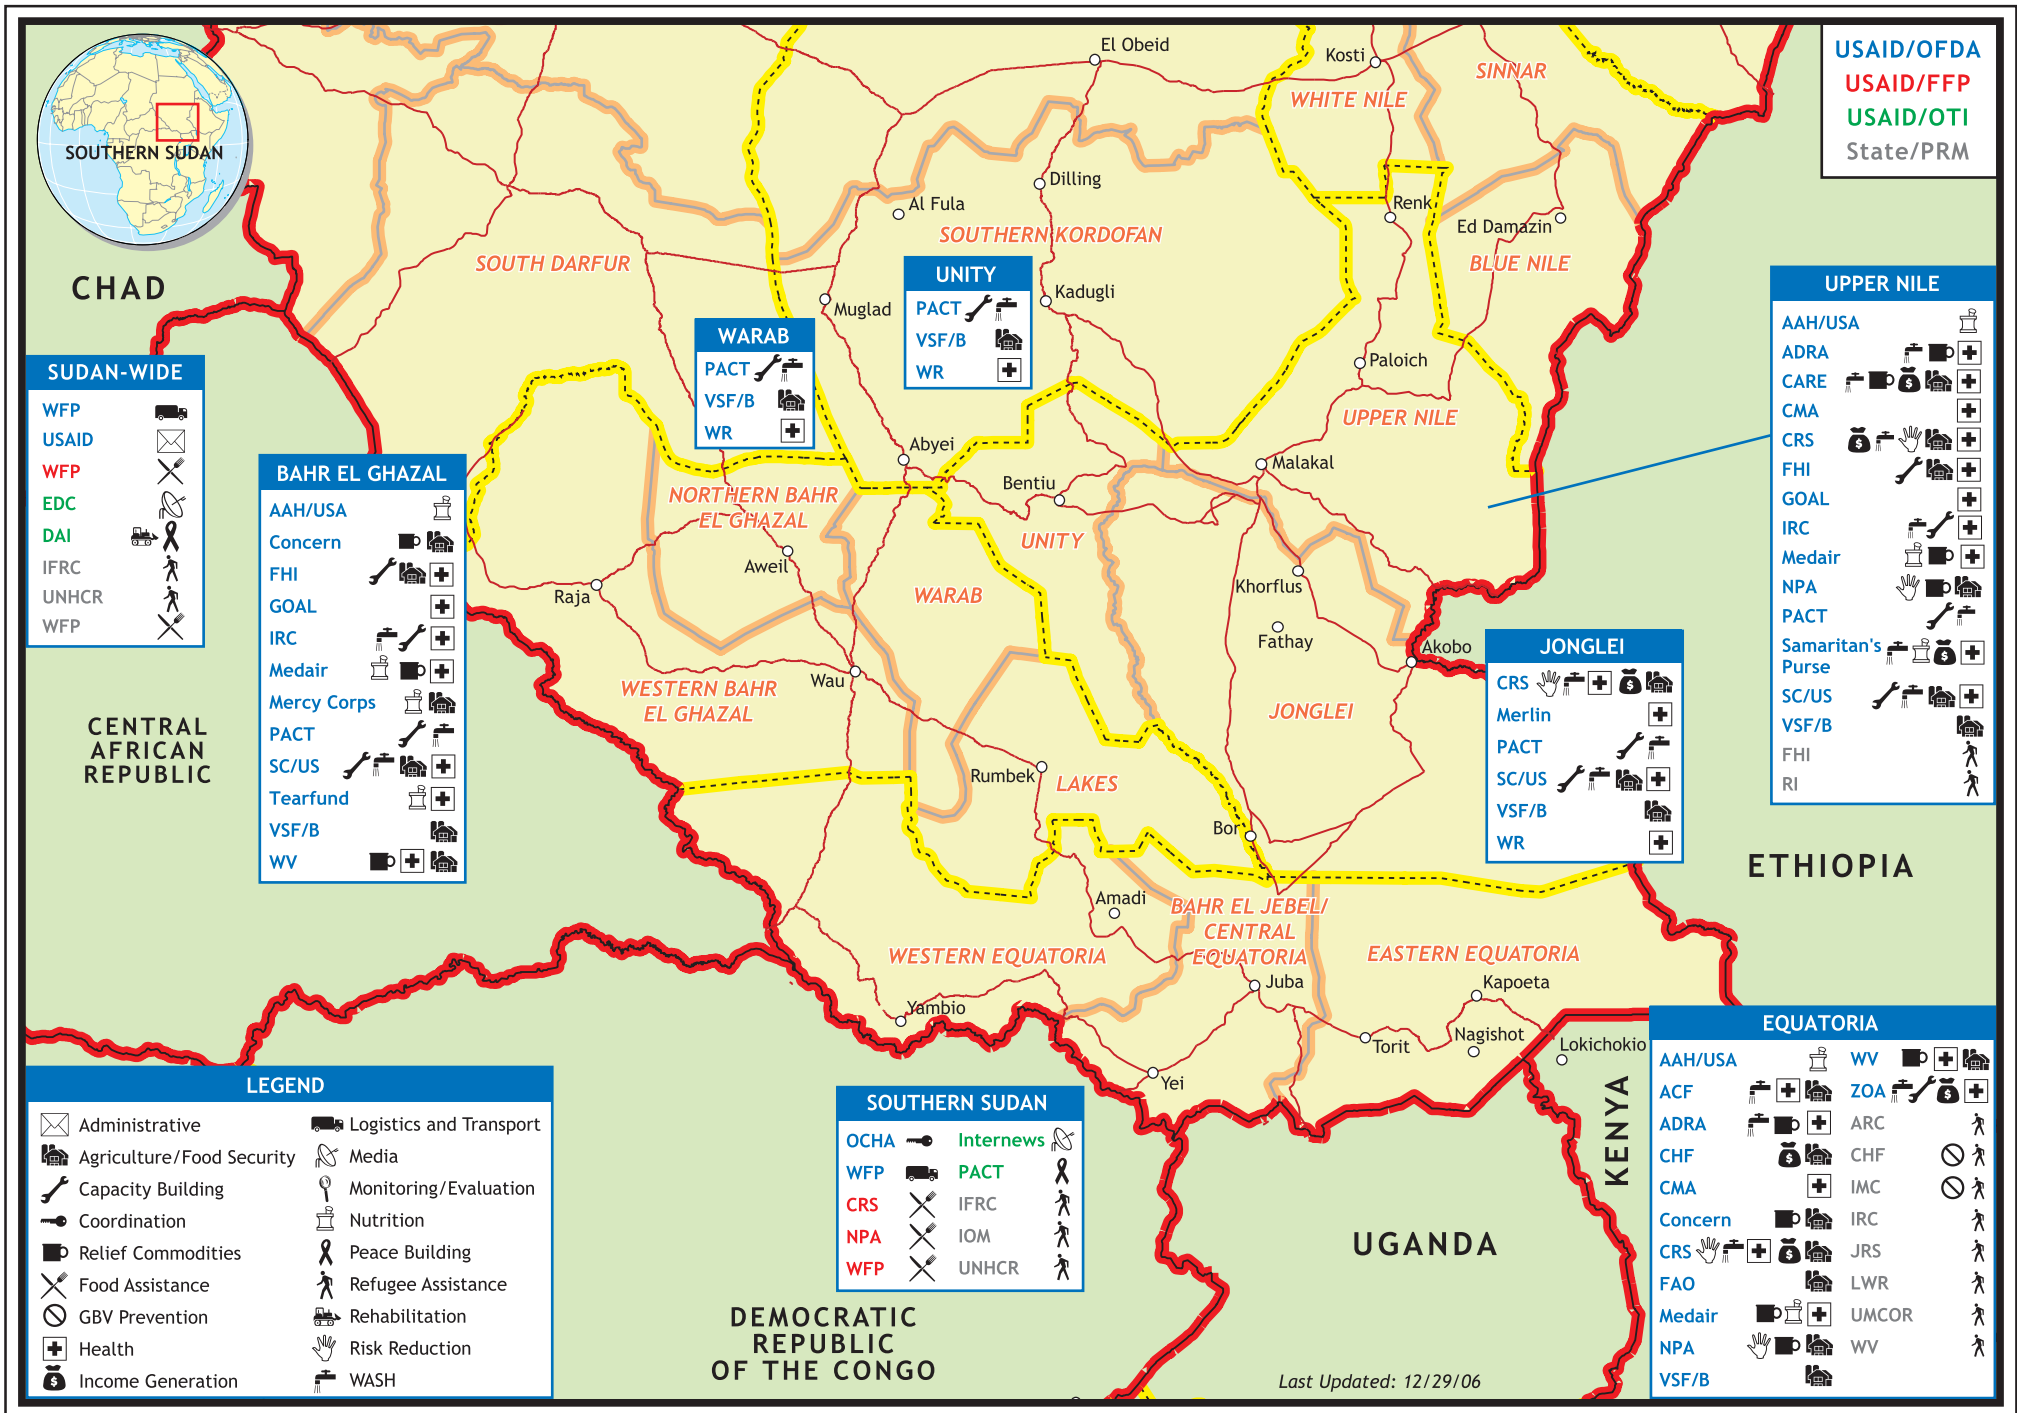 SOUTHERN SUDAN
USAID/OFDA
USAID/FFP
USAID/OTI
State/PRM
El Obeid
Kosti
SINNAR
WHITE NILE
Dilling
Al Fula
Renk
Ed Damazin
SOUTHERN KORDOFAN
SOUTH DARFUR
BLUE NILE
CHAD
Muglad
Kadugli
Paloich
UPPER NILE
Abyei
Malakal
Bentiu
NORTHERN BAHR
EL GHAZAL
UNITY
Aweil
Raja
WARAB
Khorflus
Fathay
Akobo
Wau
WESTERN BAHR
EL GHAZAL
JONGLEI
CENTRAL
AFRICAN
REPUBLIC
Rumbek
LAKES
Bor
ETHIOPIA
Amadi
BAHR EL JEBEL/
CENTRAL
EQUATORIA
WESTERN EQUATORIA
EASTERN EQUATORIA
Juba
Kapoeta
Yambio
Torit
Nagishot
Lokichokio
Yei
KENYA
UGANDA
DEMOCRATIC
REPUBLIC
OF THE CONGO
Last Updated: 12/29/06
SUDAN-WIDE
WFP
USAID
WFP
EDC
DAI
IFRC
UNHCR
WFP
BAHR EL GHAZAL
AAH/USA
Concern
FHI
GOAL
IRC
Medair
Mercy Corps
PACT
SC/US
Tearfund
VSF/B
WV
WARAB
PACT
VSF/B
WR
UNITY
PACT
VSF/B
WR
UPPER NILE
AAH/USA
ADRA
CARE
CMA
CRS
FHI
GOAL
IRC
Medair
NPA
PACT
Samaritan's
Purse
SC/US
VSF/B
FHI
RI
JONGLEI
CRS
Merlin
PACT
SC/US
VSF/B
WR
EQUATORIA
AAH/USA WV
ACF ZOA
ADRA ARC
CHF CHF
CMA IMC
Concern IRC
CRS JRS
FAO LWR
Medair UMCOR
NPA WV
VSF/B
SOUTHERN SUDAN
OCHA Internews
WFP PACT
CRS IFRC
NPA IOM
WFP UNHCR
LEGEND
Administrative Logistics and Transport
Agriculture/Food Security Media
Capacity Building Monitoring/Evaluation
Coordination Nutrition
Relief Commodities Peace Building
Food Assistance Refugee Assistance
GBV Prevention Rehabilitation
Health Risk Reduction
Income Generation WASH